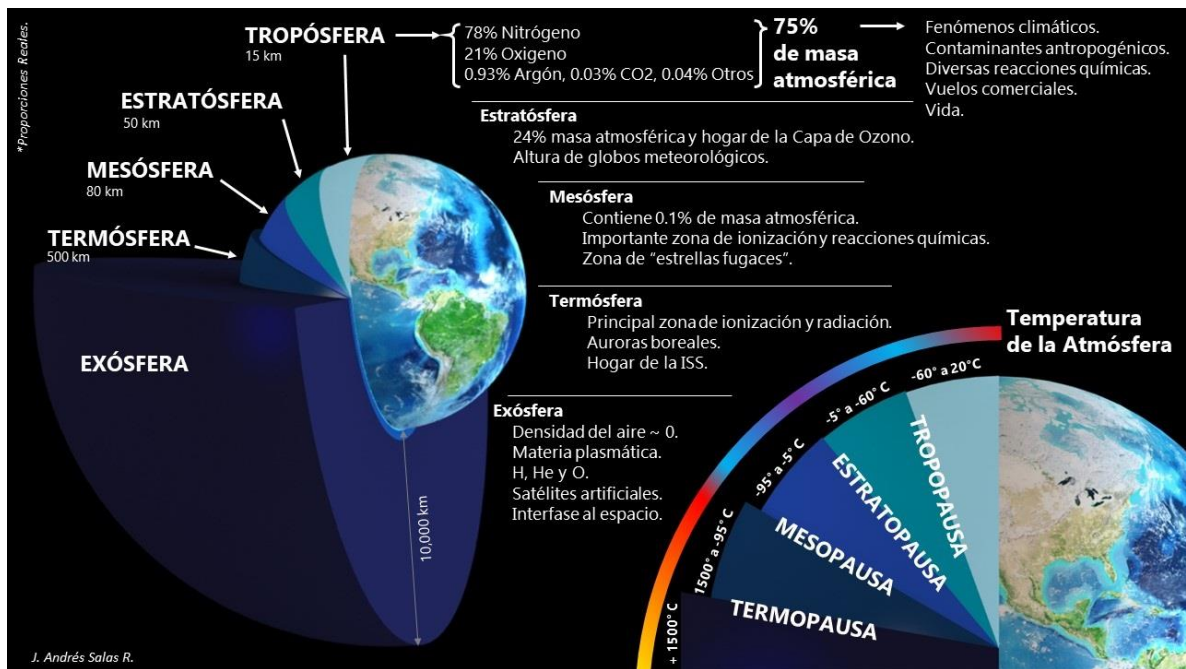 *Proporciones Reales.
TROPÓSFERA
15 km
78% Nitrógeno
21% Oxigeno
0.93% Argón, 0.03% CO2, 0.04% Otros
75%
de masa
atmosférica
Fenómenos climáticos.
Contaminantes antropogénicos.
Diversas reacciones químicas.
Vuelos comerciales.
Vida.
ESTRATÓSFERA
50 km
MESÓSFERA
80 km
TERMÓSFERA
500 km
EXÓSFERA
10,000 km
Estratósfera
24% masa atmosférica y hogar de la Capa de Ozono.
Altura de globos meteorológicos.
Mesósfera
Contiene 0.1% de masa atmosférica.
Importante zona de ionización y reacciones químicas.
Zona de “estrellas fugaces”.
Termósfera
Principal zona de ionización y radiación.
Auroras boreales.
Hogar de la ISS.
Exósfera
Densidad del aire ~ 0.
Materia plasmática.
H, He y O.
Satélites artificiales.
Interfase al espacio.
Temperatura
de la Atmósfera
-60° a 20°C
-5° a -60° C
-95° a -5° C
1500° a -95° C
+ 1500° C
TROPOPAUSA
ESTRATOPAUSA
MESOPAUSA
TERMOPAUSA
J. Andrés Salas R.